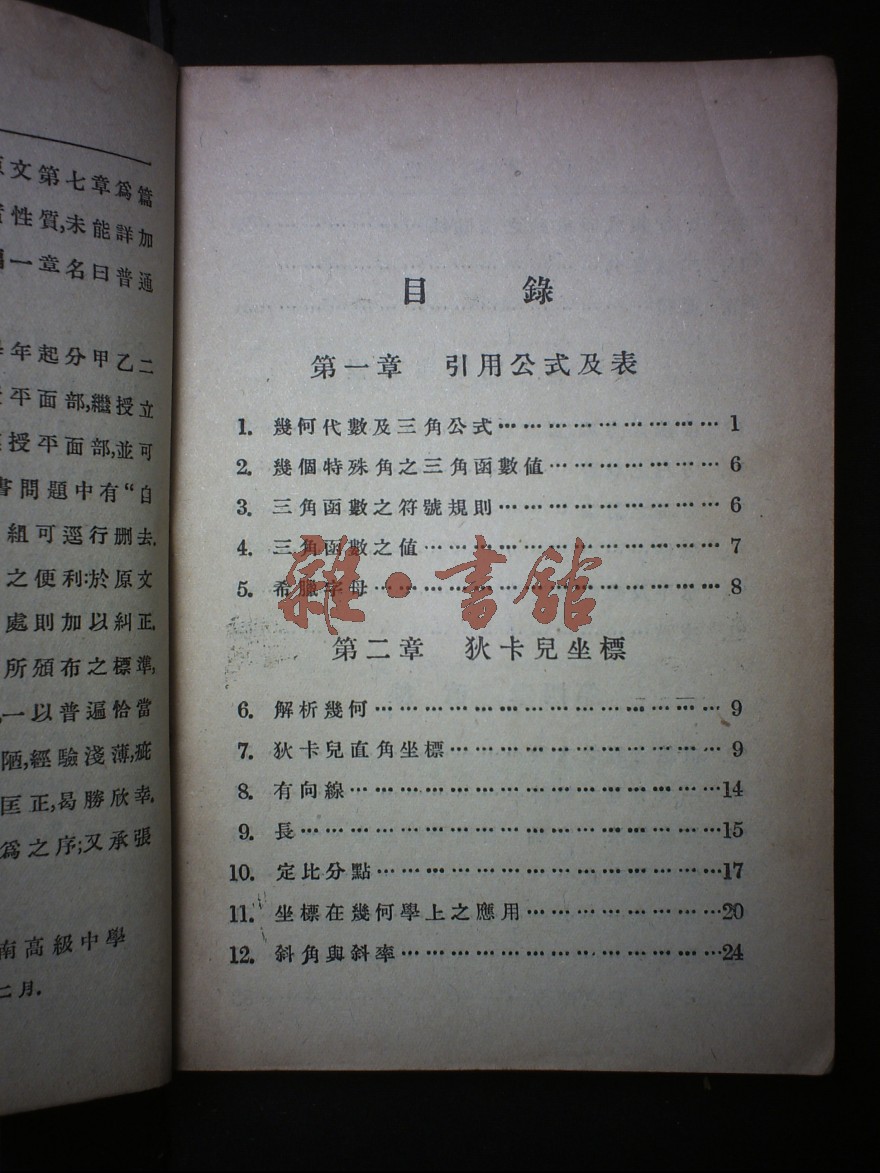 文第七章爲篇
性質,未能詳加
一章名曰普通
年起分甲乙二
平面部,繼授立
授平面部,並可
書問題中有“自
組可逕行刪去.
之便利:於原文
處則加以糾正,
所頒布之標準,
一以普遍恰當
陋,經驗淺薄,疵
匡正,曷勝欣幸.
爲之序;又承張
南高級中學
二月.
目錄
第一章 引用公式及表
1. 幾何代數及三角公式………………………1
2. 幾個特殊角之三角函數值…………………6
3. 三角函數之符號規則………………………6
4. 三角函數之值………………………………7
5. 希臘字母……………………………………8
第二章 狄卡兒坐標
6. 解析幾何……………………………………9
7. 狄卡兒直角坐標……………………………9
8. 有向線………………………………………14
9. 長……………………………………………15
10. 定比分點……………………………………17
11. 坐標在幾何學上之應用……………………20
12. 斜角與斜率…………………………………24
雜·書館